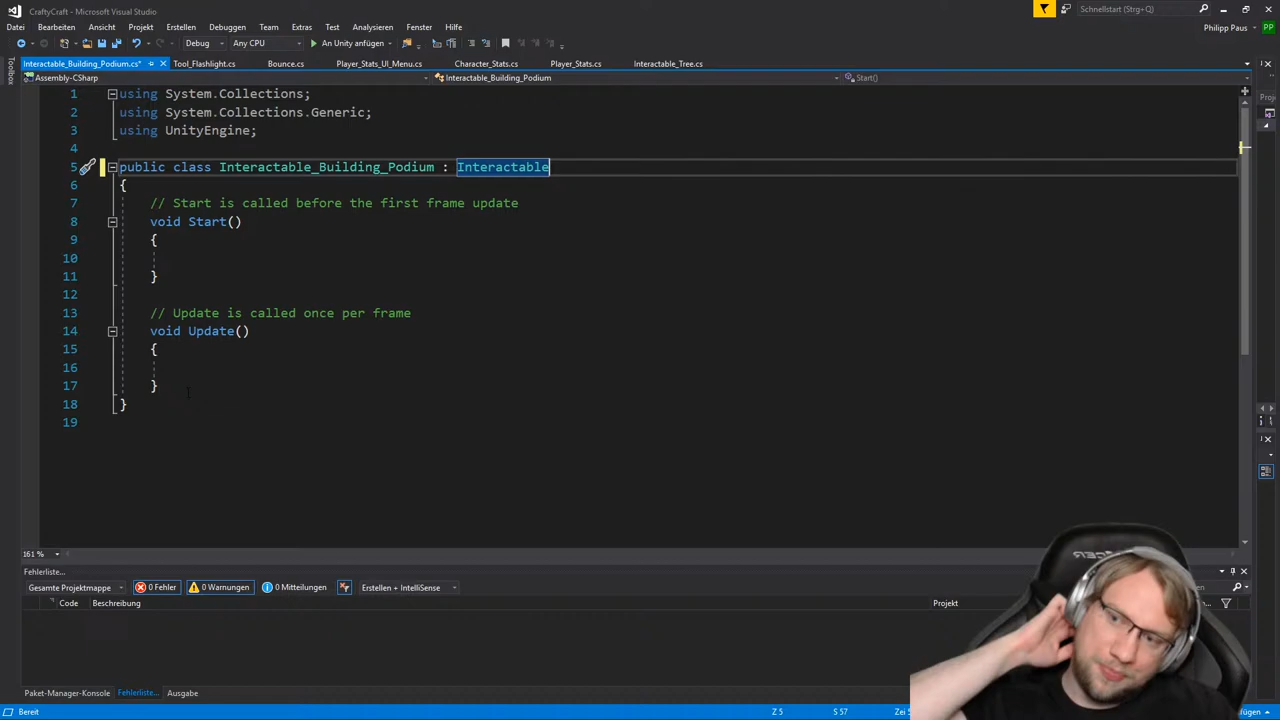 CraftyCraft - Microsoft Visual Studio
Schnellstart (Strg+Q)
Datei Bearbeiten Ansicht Projekt Erstellen Debuggen Team Extras Test Analysieren Fenster Hilfe
Philipp Paus PP
Debug Any CPU An Unity anfügen
Toolbox
Interactable_Building_Podium.cs* Tool_Flashlight.cs Bounce.cs Player_Stats_UI_Menu.cs Character_Stats.cs Player_Stats.cs Interactable_Tree.cs
Assembly-CSharp Interactable_Building_Podium Start()
Proj
1 using System.Collections;
2 using System.Collections.Generic;
3 using UnityEngine;
4
5 public class Interactable_Building_Podium : Interactable
6 {
7 // Start is called before the first frame update
8 void Start()
9 {
10
11 }
12
13 // Update is called once per frame
14 void Update()
15 {
16
17 }
18 }
19
161 %
Fehlerliste...
Gesamte Projektmappe 0 Fehler 0 Warnungen 0 Mitteilungen Erstellen + IntelliSense
Code Beschreibung Projekt
Paket-Manager-Konsole Fehlerliste... Ausgabe
Bereit Z 5 S 57 Zei 5 fügen